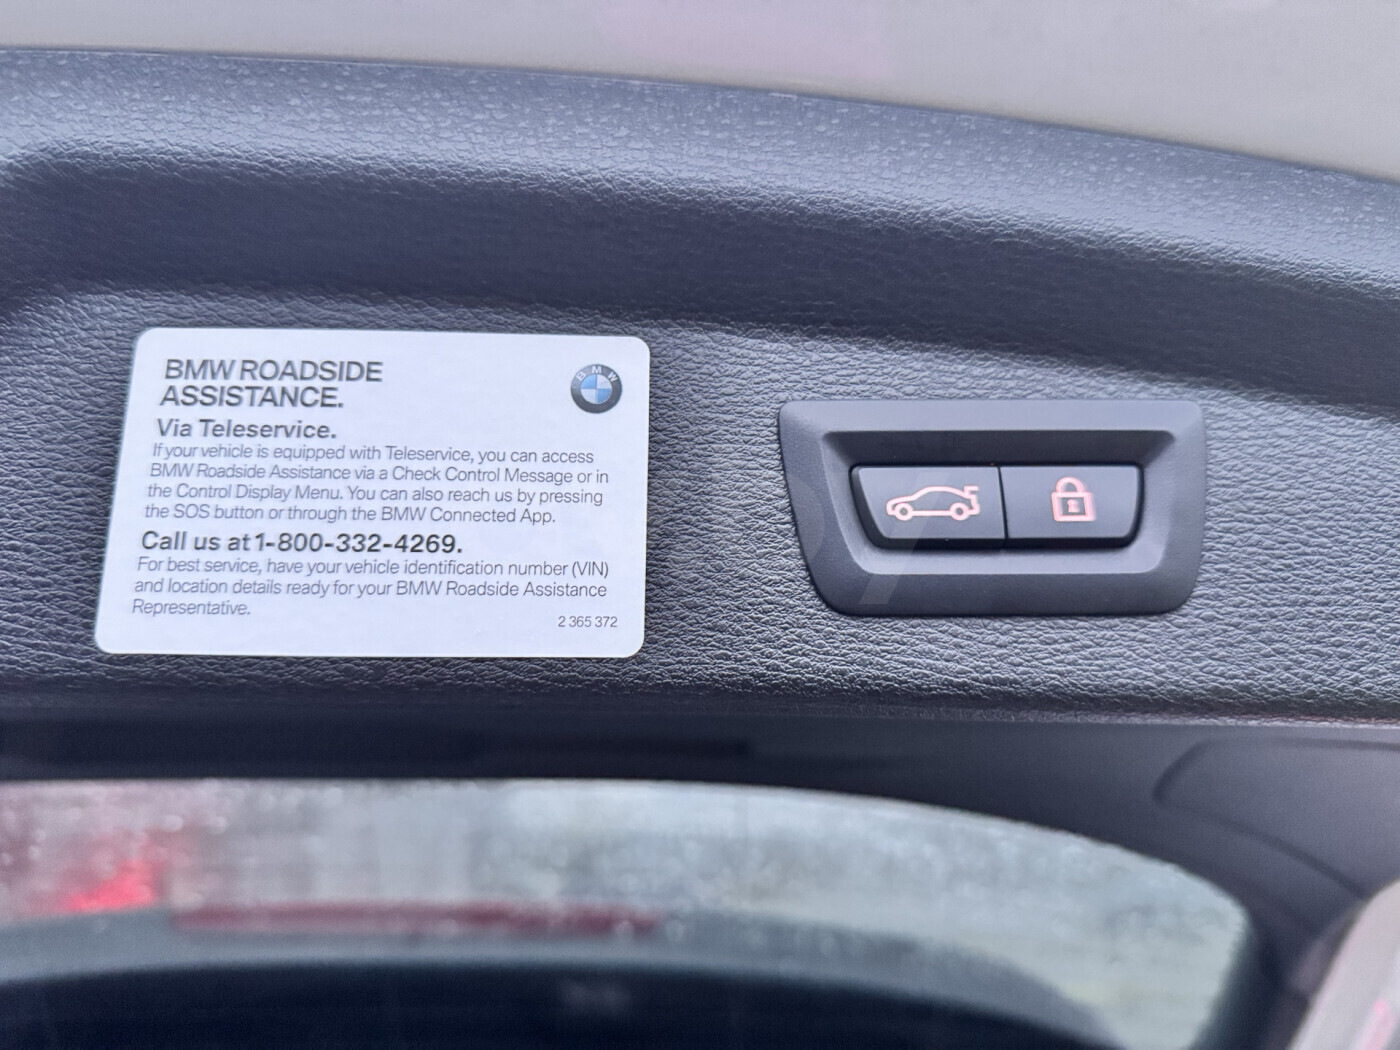 BMW ROADSIDE
ASSISTANCE.
BMW
Via Teleservice.
If your vehicle is equipped with Teleservice, you can access
BMW Roadside Assistance via a Check Control Message or in
the Control Display Menu. You can also reach us by pressing
the SOS button or through the BMW Connected App.
Call us at 1-800-332-4269.
For best service, have your vehicle identification number (VIN)
and location details ready for your BMW Roadside Assistance
Representative.
2 365 372